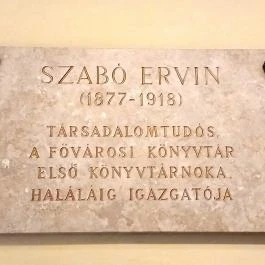 SZABÓ ERVIN
(1877-1918)
TÁRSADALOMTUDÓS,
A FŐVÁROSI KÖNYVTÁR
ELSŐ KÖNYVTÁRNOKA,
HALÁLÁIG IGAZGATÓJA